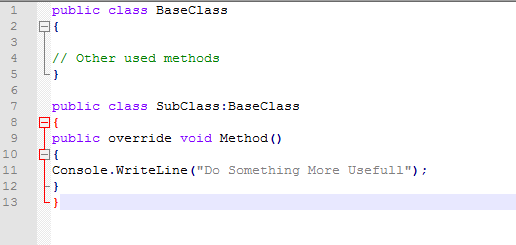 1 public class BaseClass
2 {
3
4 // Other used methods
5 }
6
7 public class SubClass:BaseClass
8 {
9 public override void Method()
10 {
11 Console.WriteLine("Do Something More Usefull");
12 }
13 }